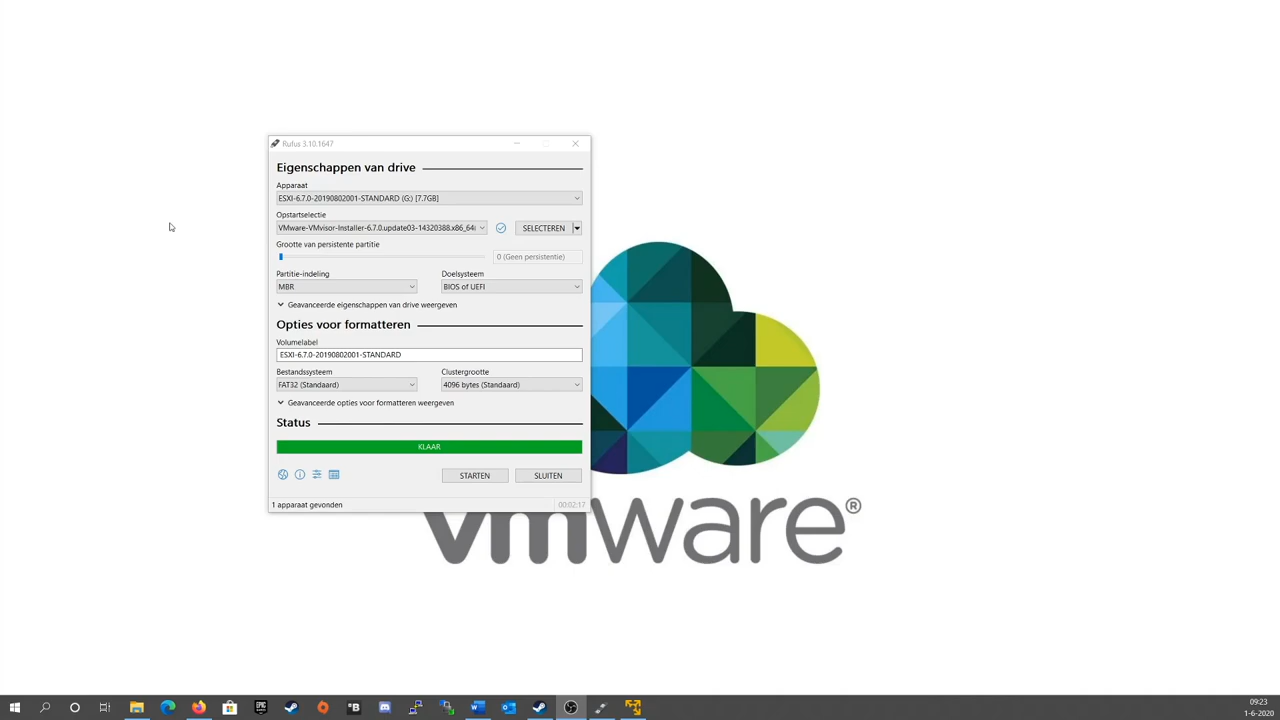 Rufus 3.10.1647
Eigenschappen van drive
Apparaat
ESXI-6.7.0-20190802001-STANDARD (G:) [7.7GB]
Opstartselectie
VMware-VMvisor-Installer-6.7.0.update03-14320388.x86_64.i
SELECTEREN
Grootte van persistente partitie
0 (Geen persistentie)
Partitie-indeling
Doelsysteem
MBR
BIOS of UEFI
Geavanceerde eigenschappen van drive weergeven
Opties voor formatteren
Volumelabel
ESXI-6.7.0-20190802001-STANDARD
Bestandssysteem
Clustergrootte
FAT32 (Standaard)
4096 bytes (Standaard)
Geavanceerde opties voor formatteren weergeven
Status
KLAAR
STARTEN
SLUITEN
1 apparaat gevonden
00:02:17
vmware®
EPIC
B
09:23
1-6-2020